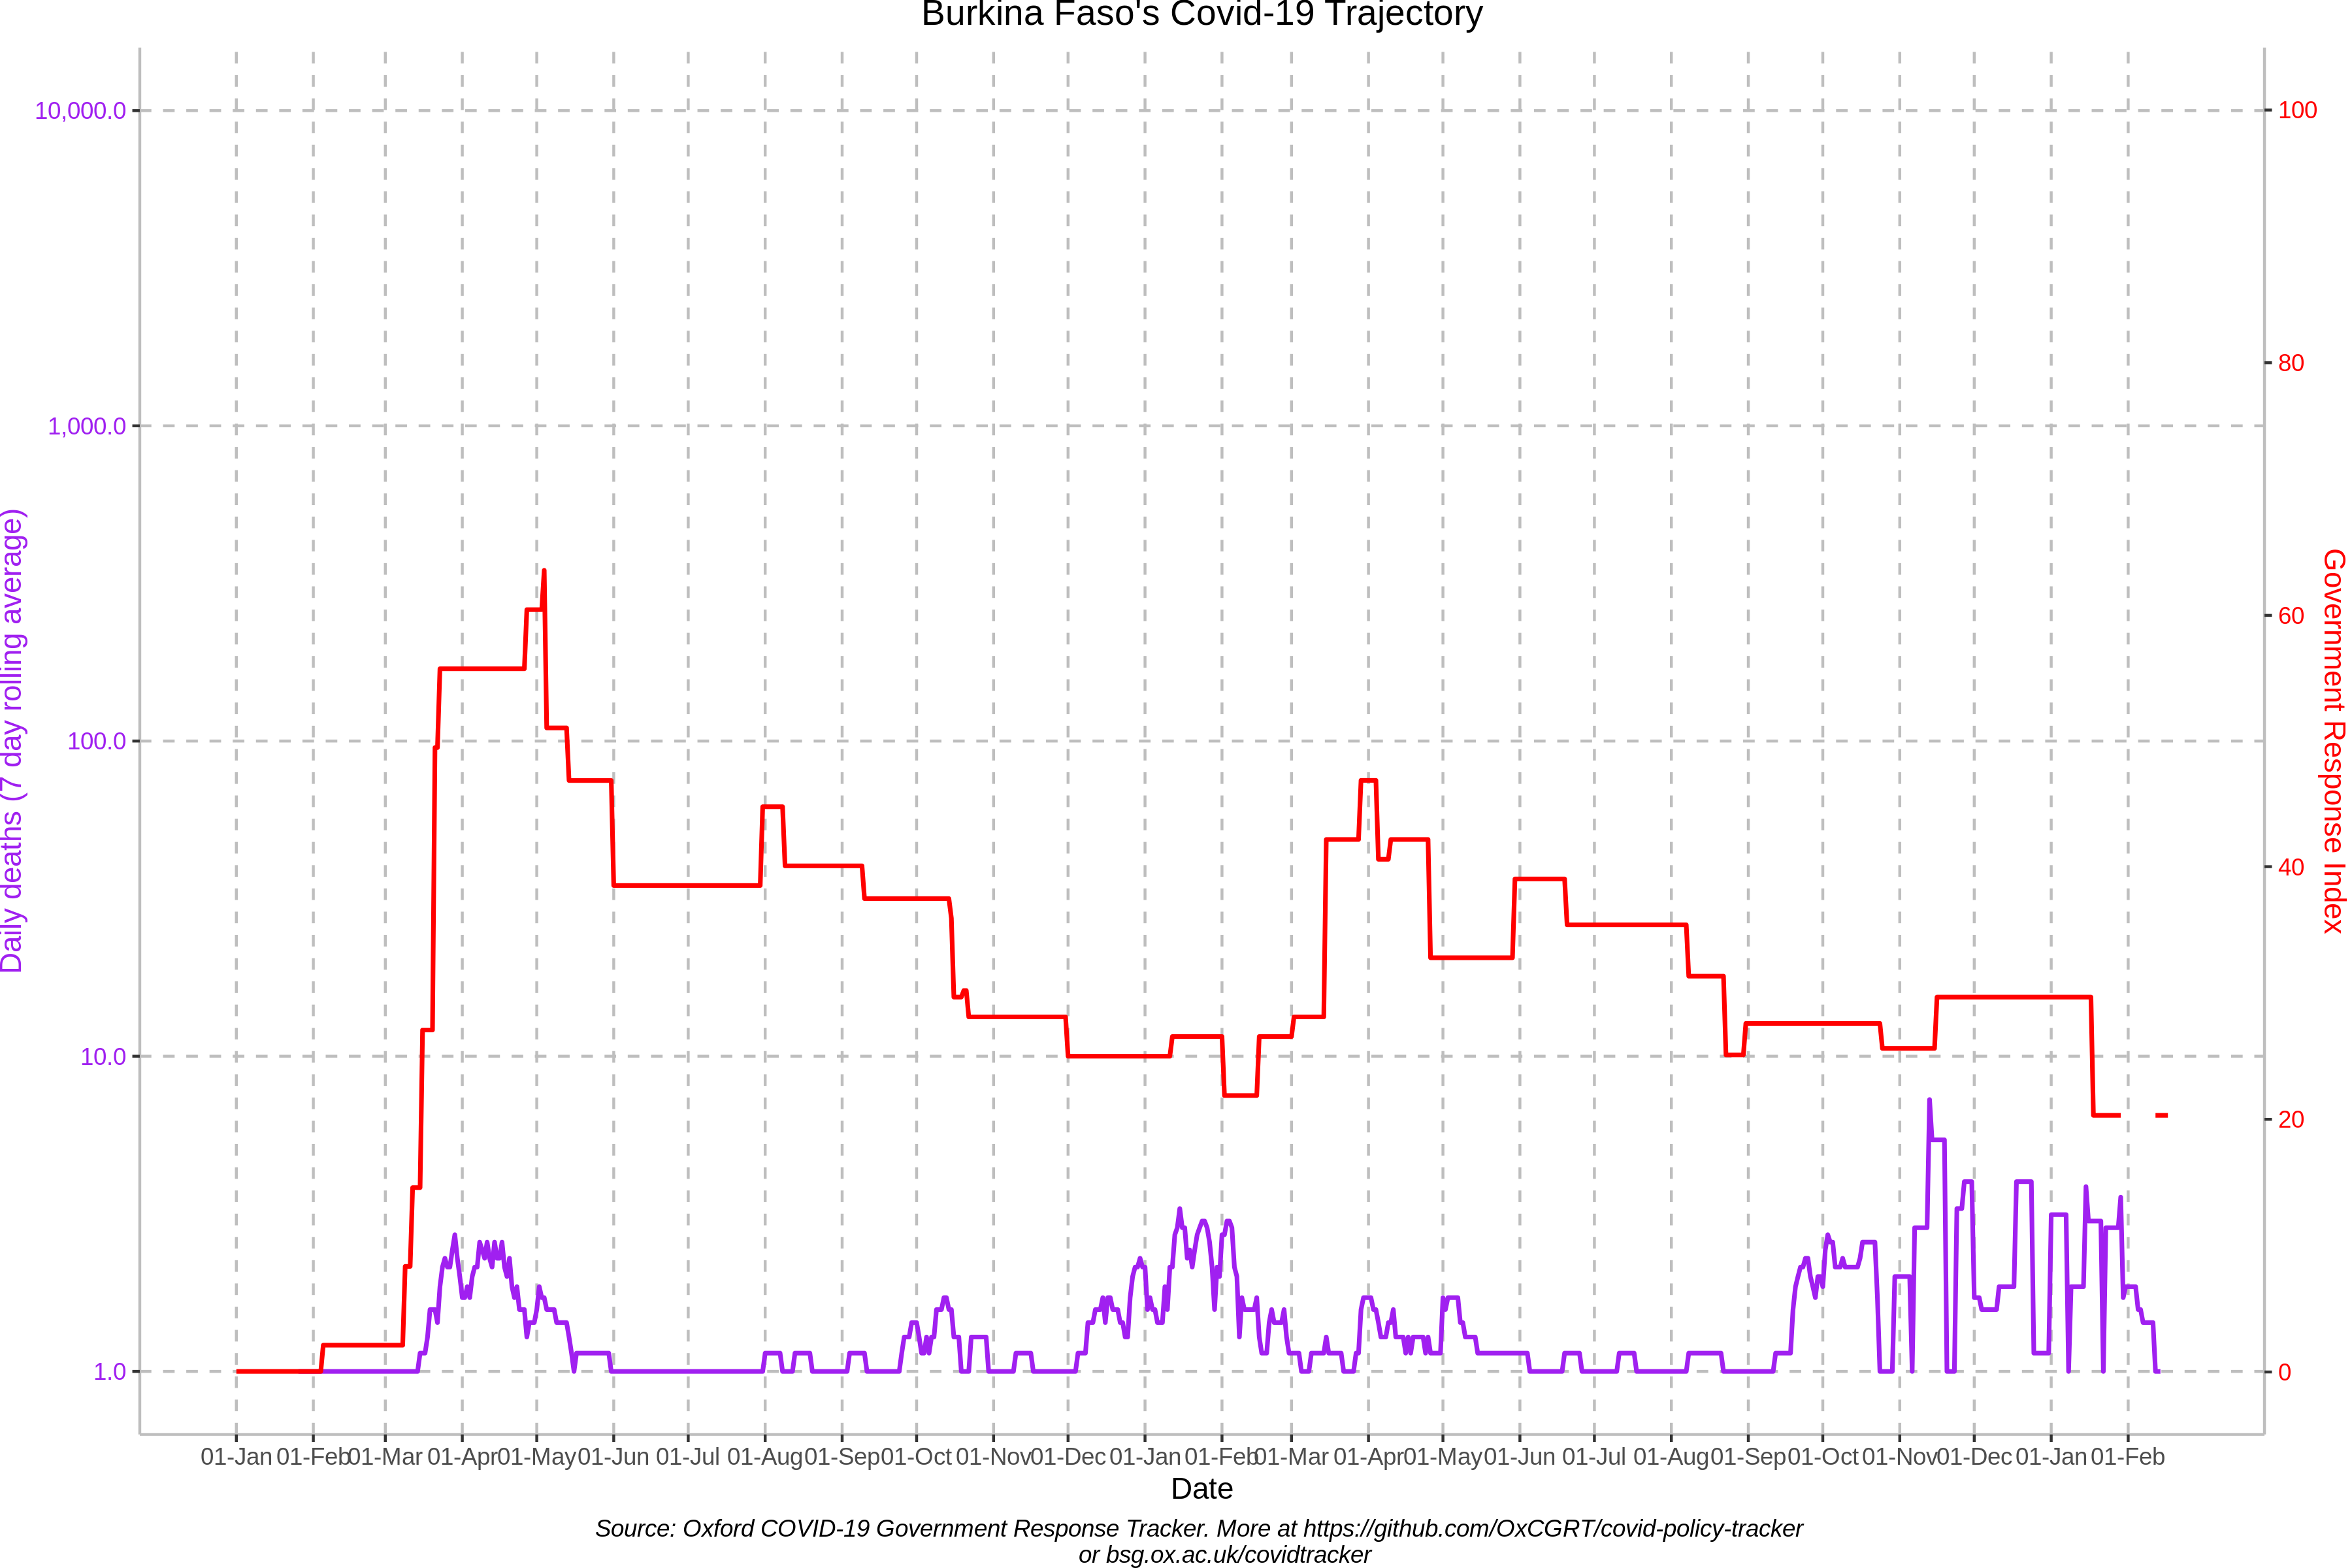 Burkina Faso's Covid-19 Trajectory
Daily deaths (7 day rolling average)
10,000.0
1,000.0
100.0
10.0
1.0
100
80
60
40
20
0
Government Response Index
01-Jan 01-Feb 01-Mar 01-Apr 01-May 01-Jun 01-Jul 01-Aug 01-Sep 01-Oct 01-Nov 01-Dec 01-Jan 01-Feb 01-Mar 01-Apr 01-May 01-Jun 01-Jul 01-Aug 01-Sep 01-Oct 01-Nov 01-Dec 01-Jan 01-Feb
Date
Source: Oxford COVID-19 Government Response Tracker. More at https://github.com/OxCGRT/covid-policy-tracker
or bsg.ox.ac.uk/covidtracker